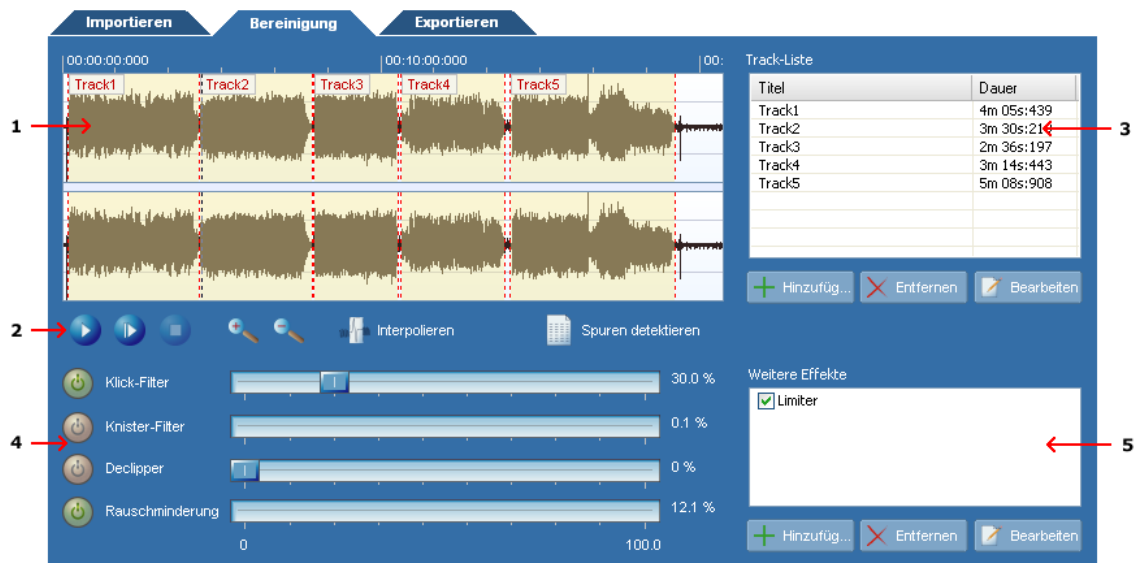 Importieren
Bereinigung
Exportieren
00:00:00:000
00:10:00:000
00:
Track1
Track2
Track3
Track4
Track5
1
Track-Liste
Titel Dauer
Track1 4m 05s:439
Track2 3m 30s:21
Track3 2m 36s:197
Track4 3m 14s:443
Track5 5m 08s:908
3
Hinzufüg...
Entfernen
Bearbeiten
2
Interpolieren
Spuren detektieren
4
Klick-Filter 30.0 %
Knister-Filter 0.1 %
Declipper 0 %
Rauschminderung 12.1 %
0 100.0
Weitere Effekte
Limiter
5
Hinzufüg...
Entfernen
Bearbeiten